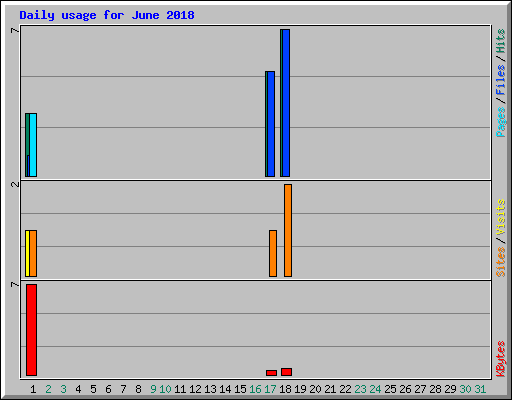 Daily usage for June 2018
7
Pages / Files / Hits
2
Sites / Visits
7
KBytes
1 2 3 4 5 6 7 8 9 10 11 12 13 14 15 16 17 18 19 20 21 22 23 24 25 26 27 28 29 30 31